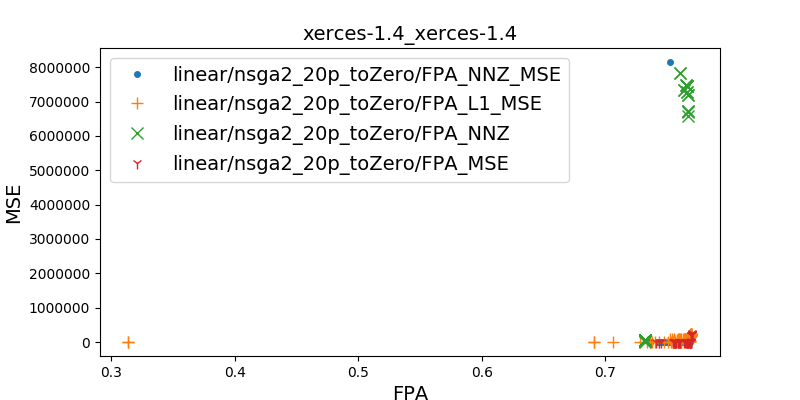 xerces-1.4_xerces-1.4
linear/nsga2_20p_toZero/FPA_NNZ_MSE
linear/nsga2_20p_toZero/FPA_L1_MSE
linear/nsga2_20p_toZero/FPA_NNZ
linear/nsga2_20p_toZero/FPA_MSE
MSE
8000000
7000000
6000000
5000000
4000000
3000000
2000000
1000000
0
0.3 0.4 0.5 0.6 0.7
FPA